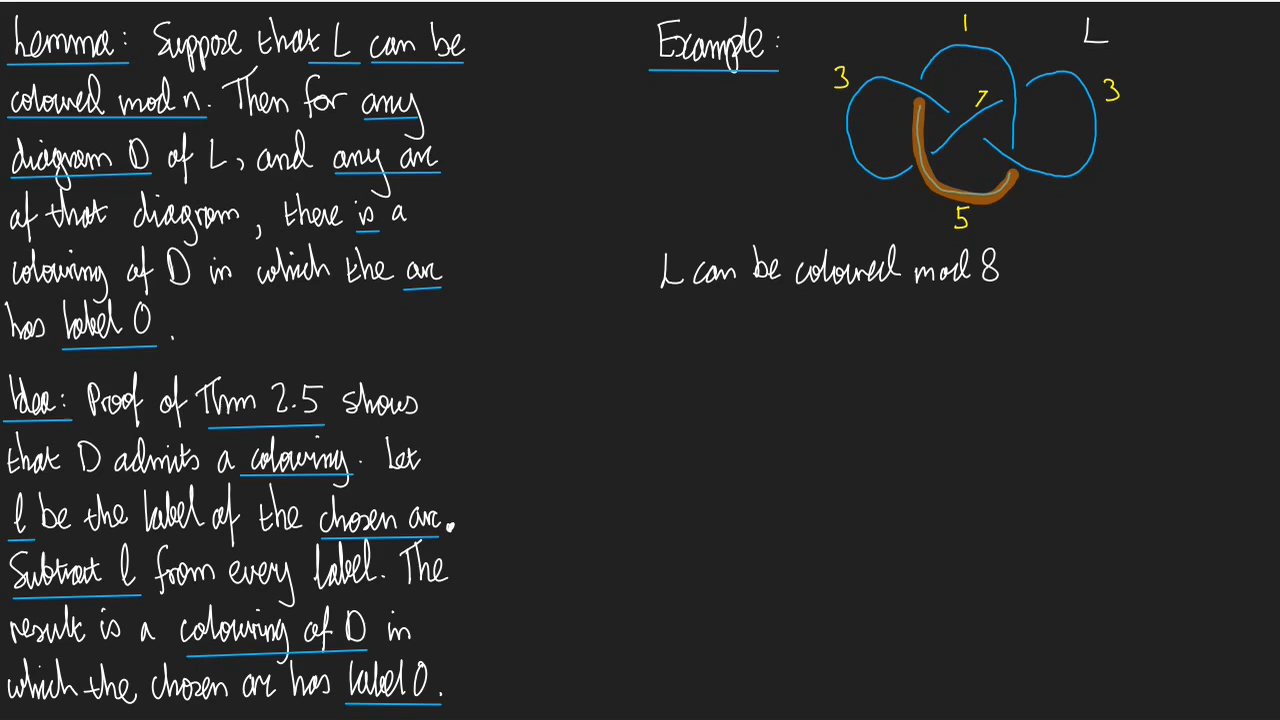 Lemma: Suppose that L can be
coloured mod n. Then for any
diagram D of L, and any arc
of that diagram, there is a
colouring of D in which the arc
has label 0.
Idea: Proof of Thm 2.5 shows
that D admits a colouring. Let
l be the label of the chosen arc.
Subtract l from every label. The
result is a colouring of D in
which the chosen arc has label 0.
Example:
1
L
3
7
3
5
L can be coloured mod 8